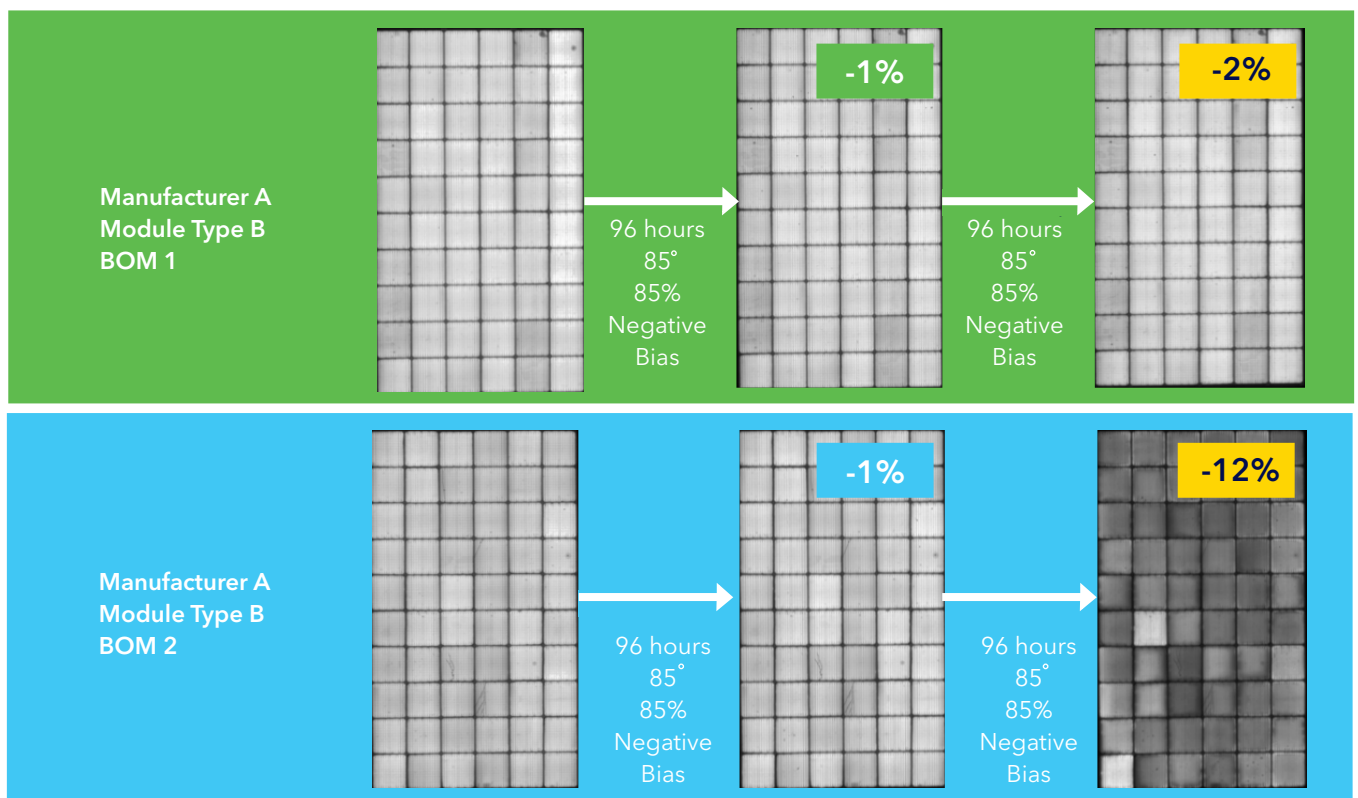 Manufacturer A
Module Type B
BOM 1
-1%
-2%
96 hours
85°
85%
Negative
Bias
96 hours
85°
85%
Negative
Bias
Manufacturer A
Module Type B
BOM 2
-1%
-12%
96 hours
85°
85%
Negative
Bias
96 hours
85°
85%
Negative
Bias